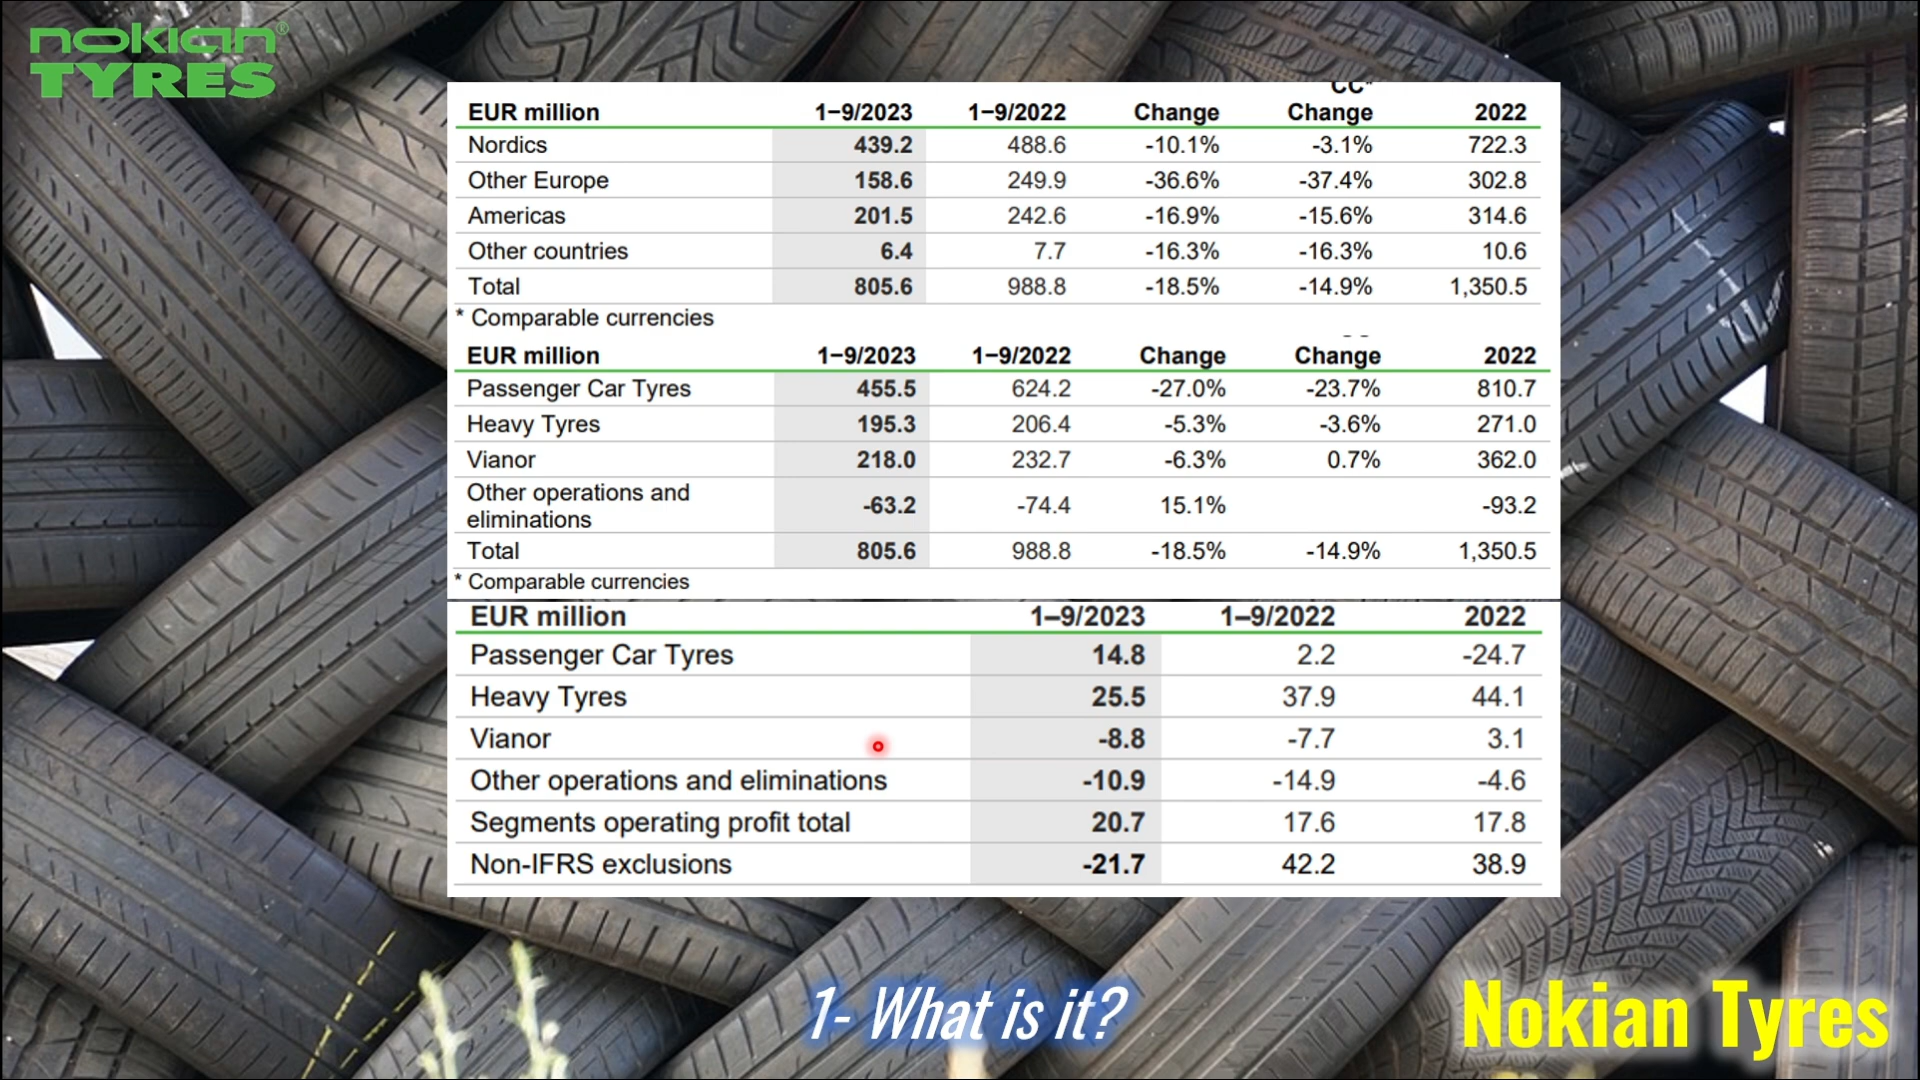 nokian®
TYRES
CC*
EUR million 1−9/2023 1−9/2022 Change Change 2022
Nordics 439.2 488.6 -10.1% -3.1% 722.3
Other Europe 158.6 249.9 -36.6% -37.4% 302.8
Americas 201.5 242.6 -16.9% -15.6% 314.6
Other countries 6.4 7.7 -16.3% -16.3% 10.6
Total 805.6 988.8 -18.5% -14.9% 1,350.5
* Comparable currencies
EUR million 1−9/2023 1−9/2022 Change Change 2022
Passenger Car Tyres 455.5 624.2 -27.0% -23.7% 810.7
Heavy Tyres 195.3 206.4 -5.3% -3.6% 271.0
Vianor 218.0 232.7 -6.3% 0.7% 362.0
Other operations and
eliminations -63.2 -74.4 15.1% -93.2
Total 805.6 988.8 -18.5% -14.9% 1,350.5
* Comparable currencies
EUR million 1–9/2023 1–9/2022 2022
Passenger Car Tyres 14.8 2.2 -24.7
Heavy Tyres 25.5 37.9 44.1
Vianor -8.8 -7.7 3.1
Other operations and eliminations -10.9 -14.9 -4.6
Segments operating profit total 20.7 17.6 17.8
Non-IFRS exclusions -21.7 42.2 38.9
1- What is it?
Nokian Tyres